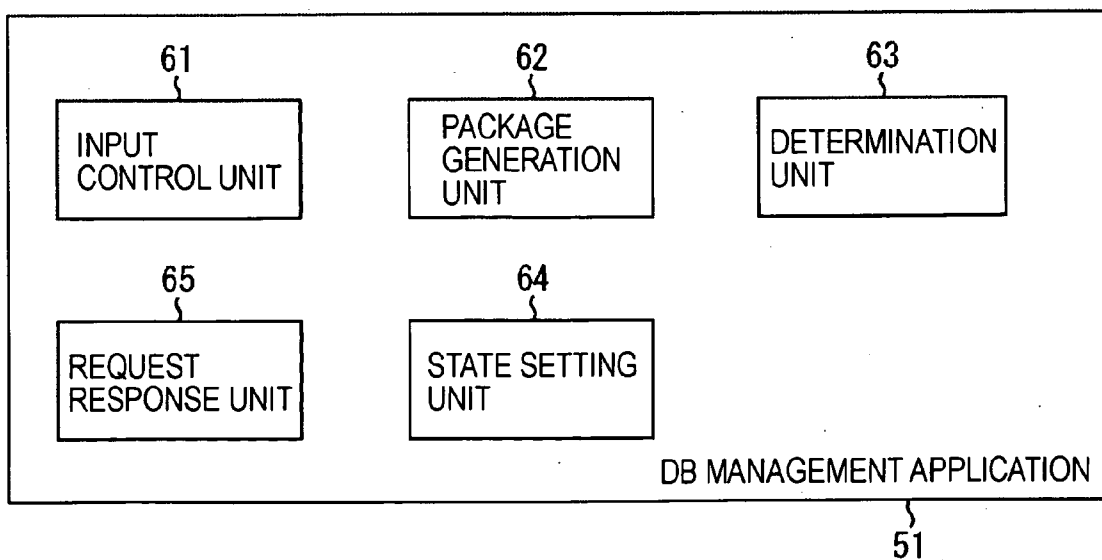 61
INPUT
CONTROL UNIT
62
PACKAGE
GENERATION
UNIT
63
DETERMINATION
UNIT
65
REQUEST
RESPONSE UNIT
64
STATE SETTING
UNIT
DB MANAGEMENT APPLICATION
51